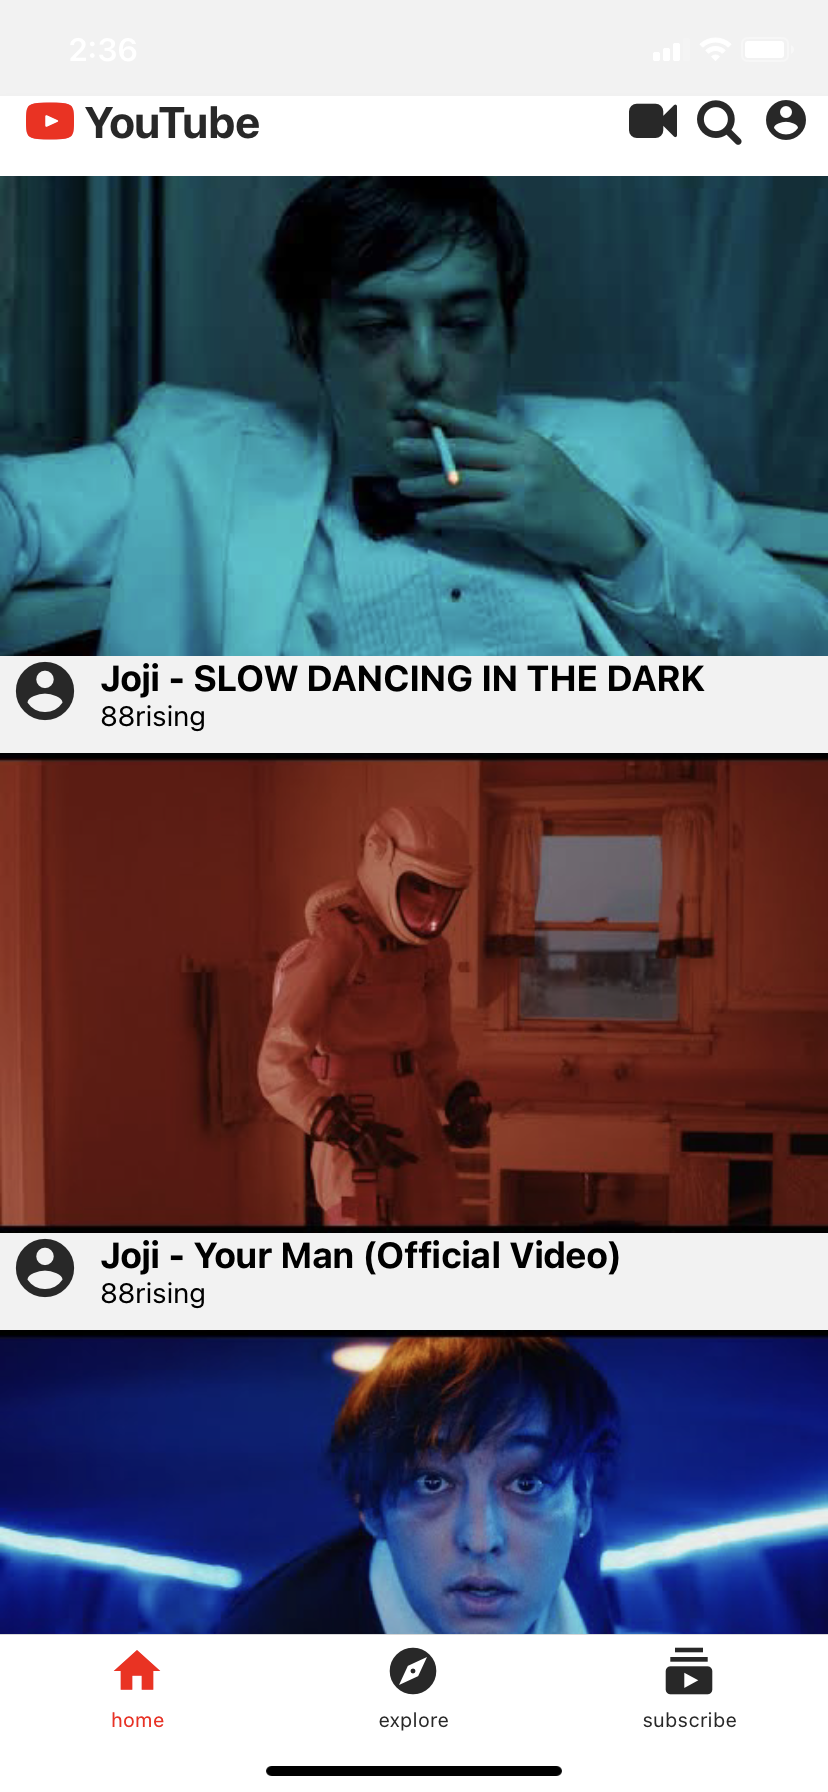 2:36
YouTube
Joji - SLOW DANCING IN THE DARK
88rising
Joji - Your Man (Official Video)
88rising
home
explore
subscribe